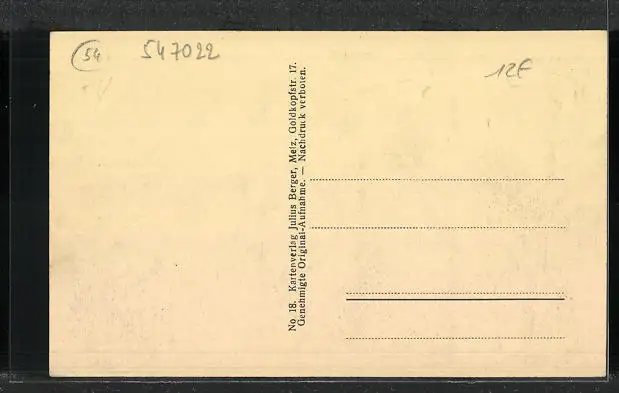 54
547022
12€
No 18. Kartenverlag Julius Berger, Metz, Goldkopfstr. 17.
Genehmigte Original-Aufnahme. — Nachdruck verboten.